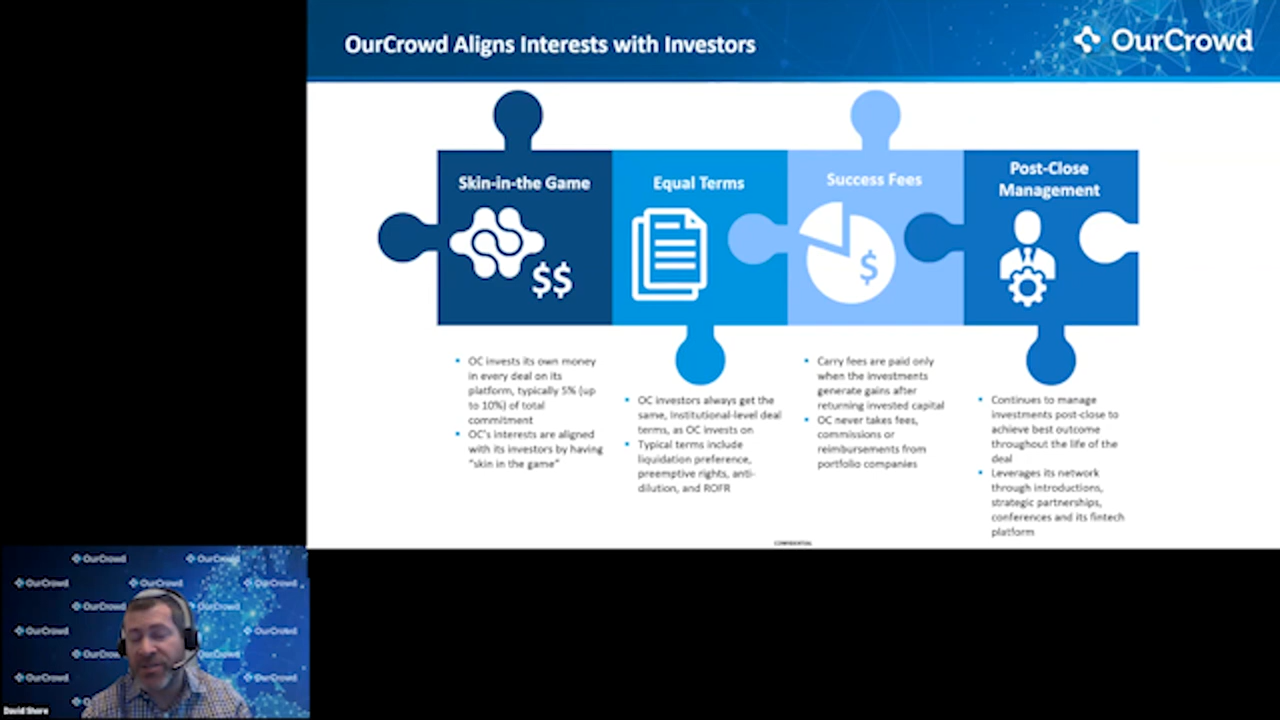 OurCrowd Aligns Interests with Investors
OurCrowd
Skin-in-the Game
$$
Equal Terms
Success Fees
$
Post-Close
Management
OC invests its own money
in every deal on its
platform, typically 5% (up
to 10%) of total
commitment
OC's interests are aligned
with its investors by having
"skin in the game"
OC investors always get the
same, Institutional-level deal
terms, as OC invests on
Typical terms include
liquidation preference,
preemptive rights, anti-
dilution, and ROFR
Carry fees are paid only
when the investments
generate gains after
returning invested capital
OC never takes fees,
commissions or
reimbursements from
portfolio companies
Continues to manage
investments post-close to
achieve best outcome
throughout the life of the
deal
Leverages its network
through introductions,
strategic partnerships,
conferences and its fintech
platform
CONFIDENTIAL
OurCrowd
OurCrowd
OurCrowd
OurCrowd
OurCrowd
OurCrowd
OurCrowd
OurCrowd
OurCrowd
OurCrowd
OurCrowd
OurCrowd
OurCrowd
David Shore